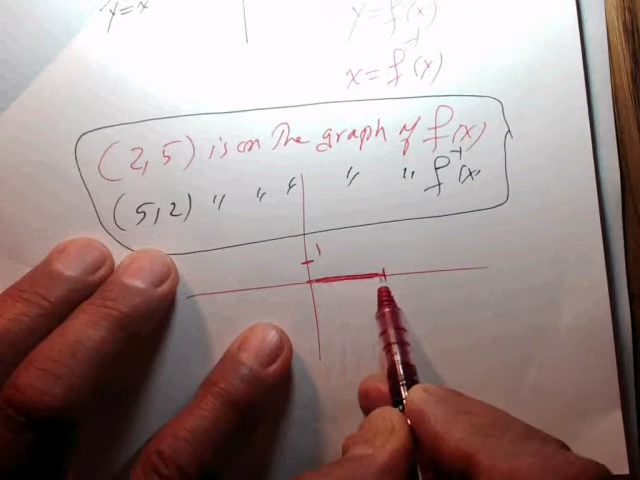 y=x
y=f(x)
x=f⁻¹(y)
(2,5) is on The graph of f(x)
(5,2) " " " " " f⁻¹(x
1